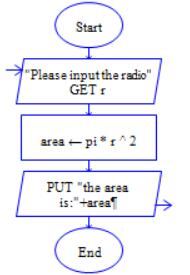 Start
"Please input the radio"
GET r
area ← pi * r ^ 2
PUT "the area
is:"+area¶
End